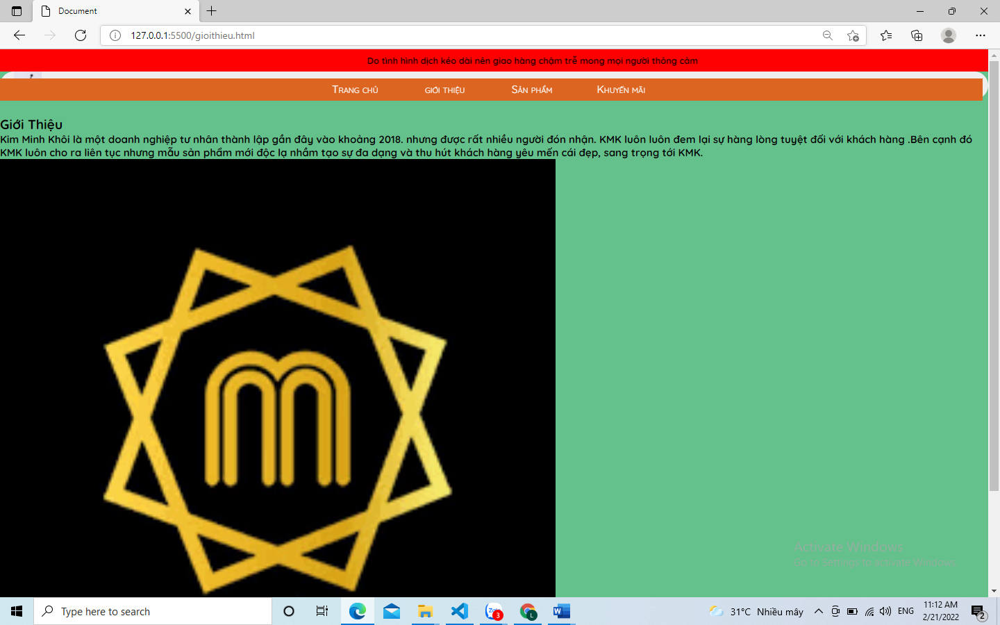 Document
127.0.0.1:5500/gioithieu.html
Do tình hình dịch kéo dài nên giao hàng chậm trễ mong mọi người thông cảm
Trang chủ giới thiệu Sản phẩm Khuyến mãi
Giới Thiệu
Kim Minh Khôi là một doanh nghiệp tư nhân thành lập gần đây vào khoảng 2018. nhưng được rất nhiều người đón nhận. KMK luôn luôn đem lại sự hàng lòng tuyệt đối với khách hàng .Bên cạnh đó
KMK luôn cho ra liên tục nhưng mẫu sản phẩm mới độc lạ nhầm tạo sự đa dạng và thu hút khách hàng yêu mến cái đẹp, sang trọng tới KMK.
m
Activate Windows
Go to Settings to activate Windows.
Type here to search
Zalo
3
L
W
31°C Nhiều mây
ENG
11:12 AM
2/21/2022
2